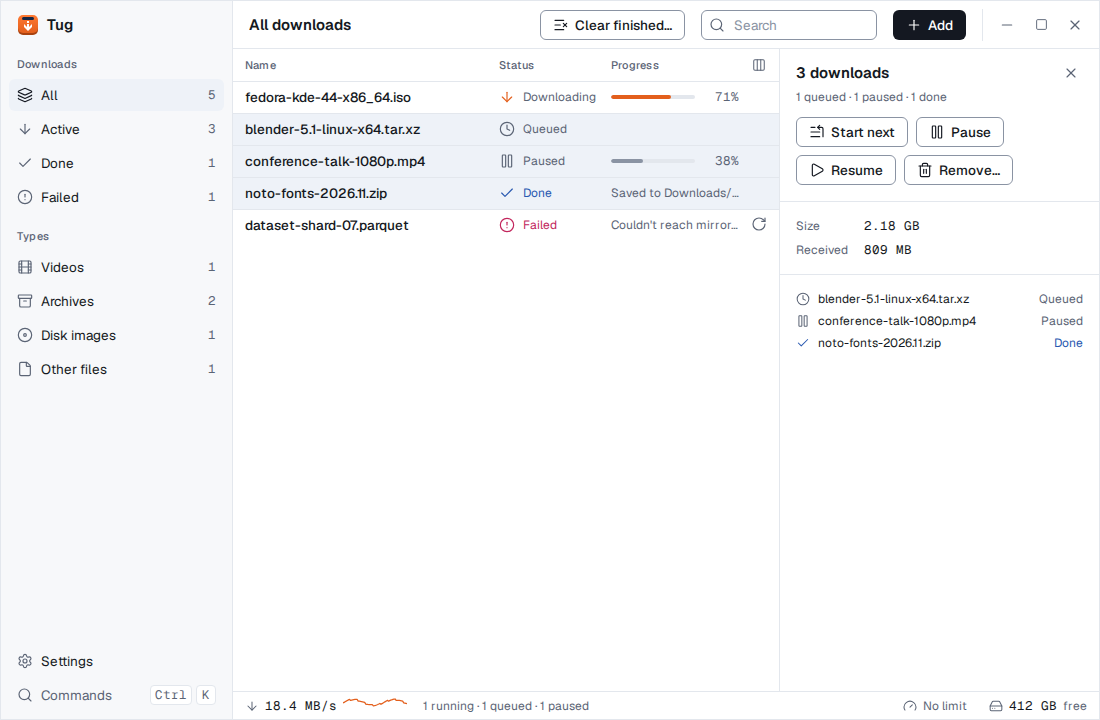 Tug
Downloads
All 5
Active 3
Done 1
Failed 1
Types
Videos 1
Archives 2
Disk images 1
Other files 1
Settings
Commands Ctrl K
All downloads
Clear finished…
Search
Add
Name Status Progress
fedora-kde-44-x86_64.iso Downloading 71%
blender-5.1-linux-x64.tar.xz Queued
conference-talk-1080p.mp4 Paused 38%
noto-fonts-2026.11.zip Done Saved to Downloads/…
dataset-shard-07.parquet Failed Couldn't reach mirror…
3 downloads
1 queued · 1 paused · 1 done
Start next Pause
Resume Remove…
Size 2.18 GB
Received 809 MB
blender-5.1-linux-x64.tar.xz Queued
conference-talk-1080p.mp4 Paused
noto-fonts-2026.11.zip Done
18.4 MB/s 1 running · 1 queued · 1 paused No limit 412 GB free